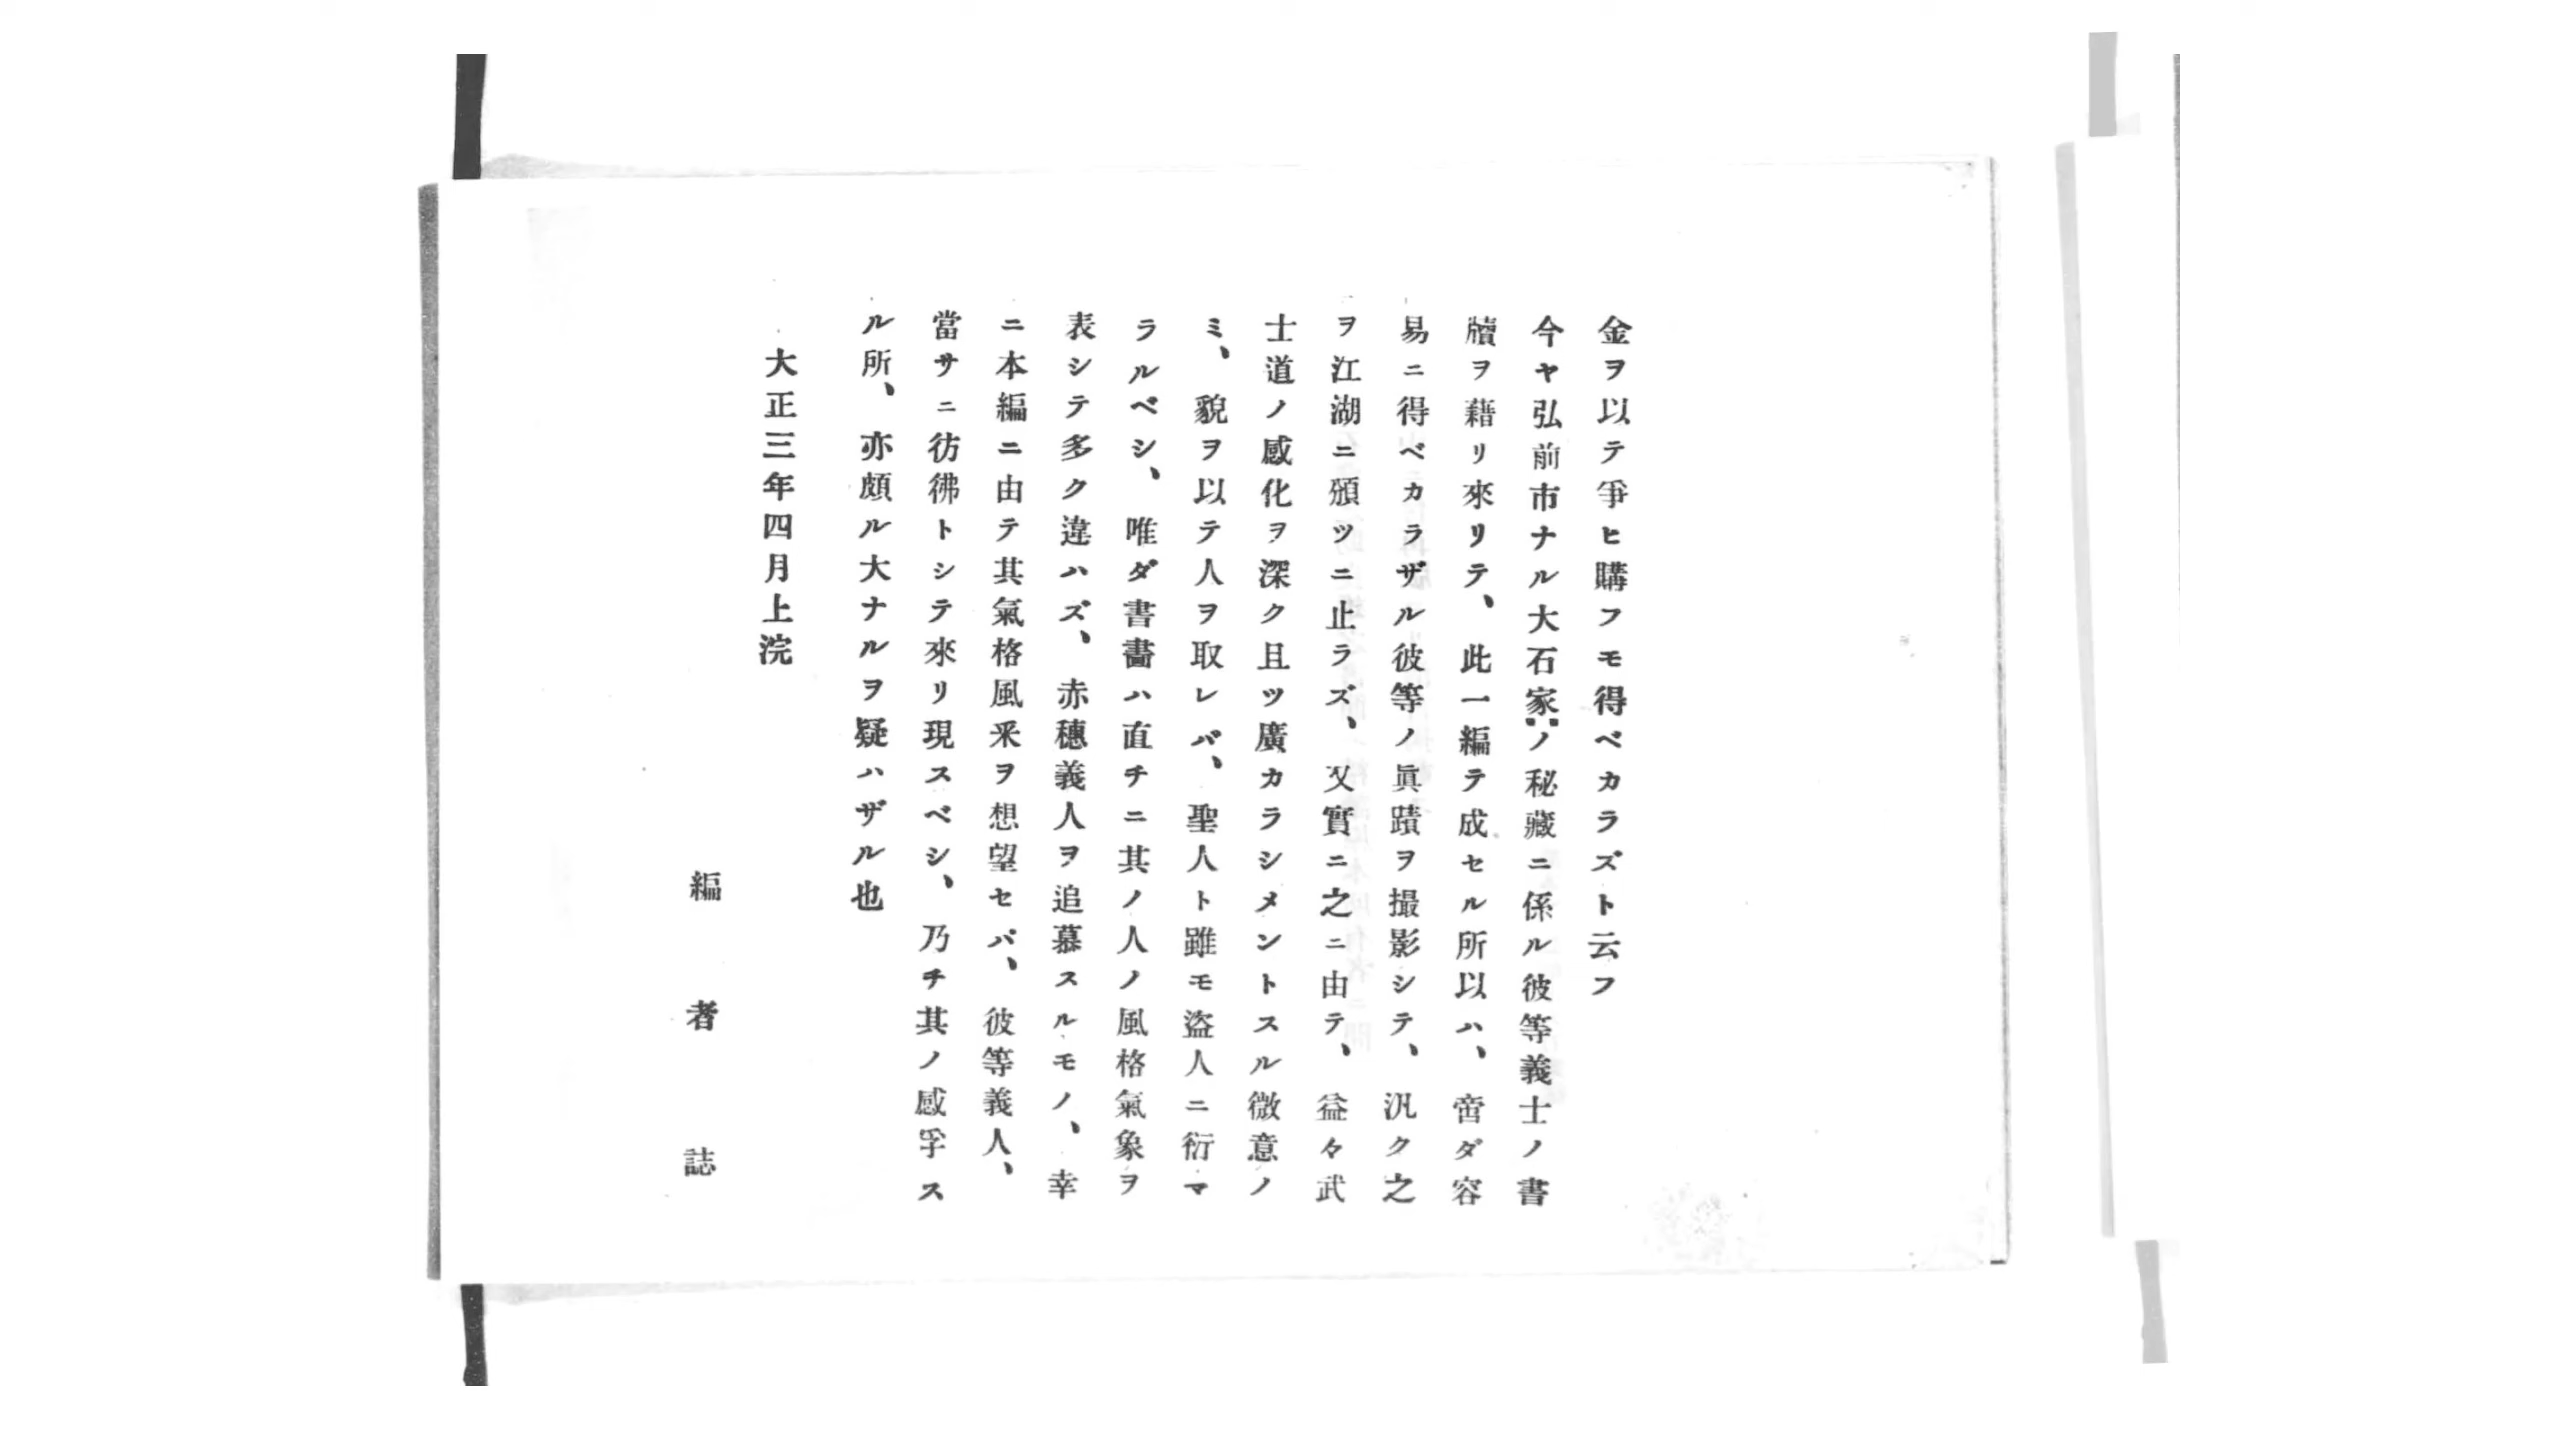 金ヲ以テ爭ヒ購フモ得ベカラズト云フ
今ヤ弘前市ナル大石家ノ秘藏ニ係ル彼等義士ノ書
牘ヲ藉リ來リテ、此一編テ成セル所以ハ、啻ダ容
易ニ得ベカラザル彼等ノ眞蹟ヲ撮影シテ、汎ク之
ヲ江湖ニ頒ツニ止ラズ、又實ニ之ニ由テ、益々武
士道ノ感化ヲ深ク且ツ廣カラシメントスル微意ノ
ミ、貌ヲ以テ人ヲ取レバ、聖人ト雖モ盜人ニ衍マ
ラルベシ、唯ダ書畵ハ直チニ其ノ人ノ風格氣象ヲ
表シテ多ク違ハズ、赤穗義人ヲ追慕スルモノ、幸
ニ本編ニ由テ其氣格風釆ヲ想望セバ、彼等義人、
當サニ彷彿トシテ來リ現スベシ、乃チ其ノ感孚ス
ル所、亦頗ル大ナルヲ疑ハザル也
大正三年四月上浣
編者誌